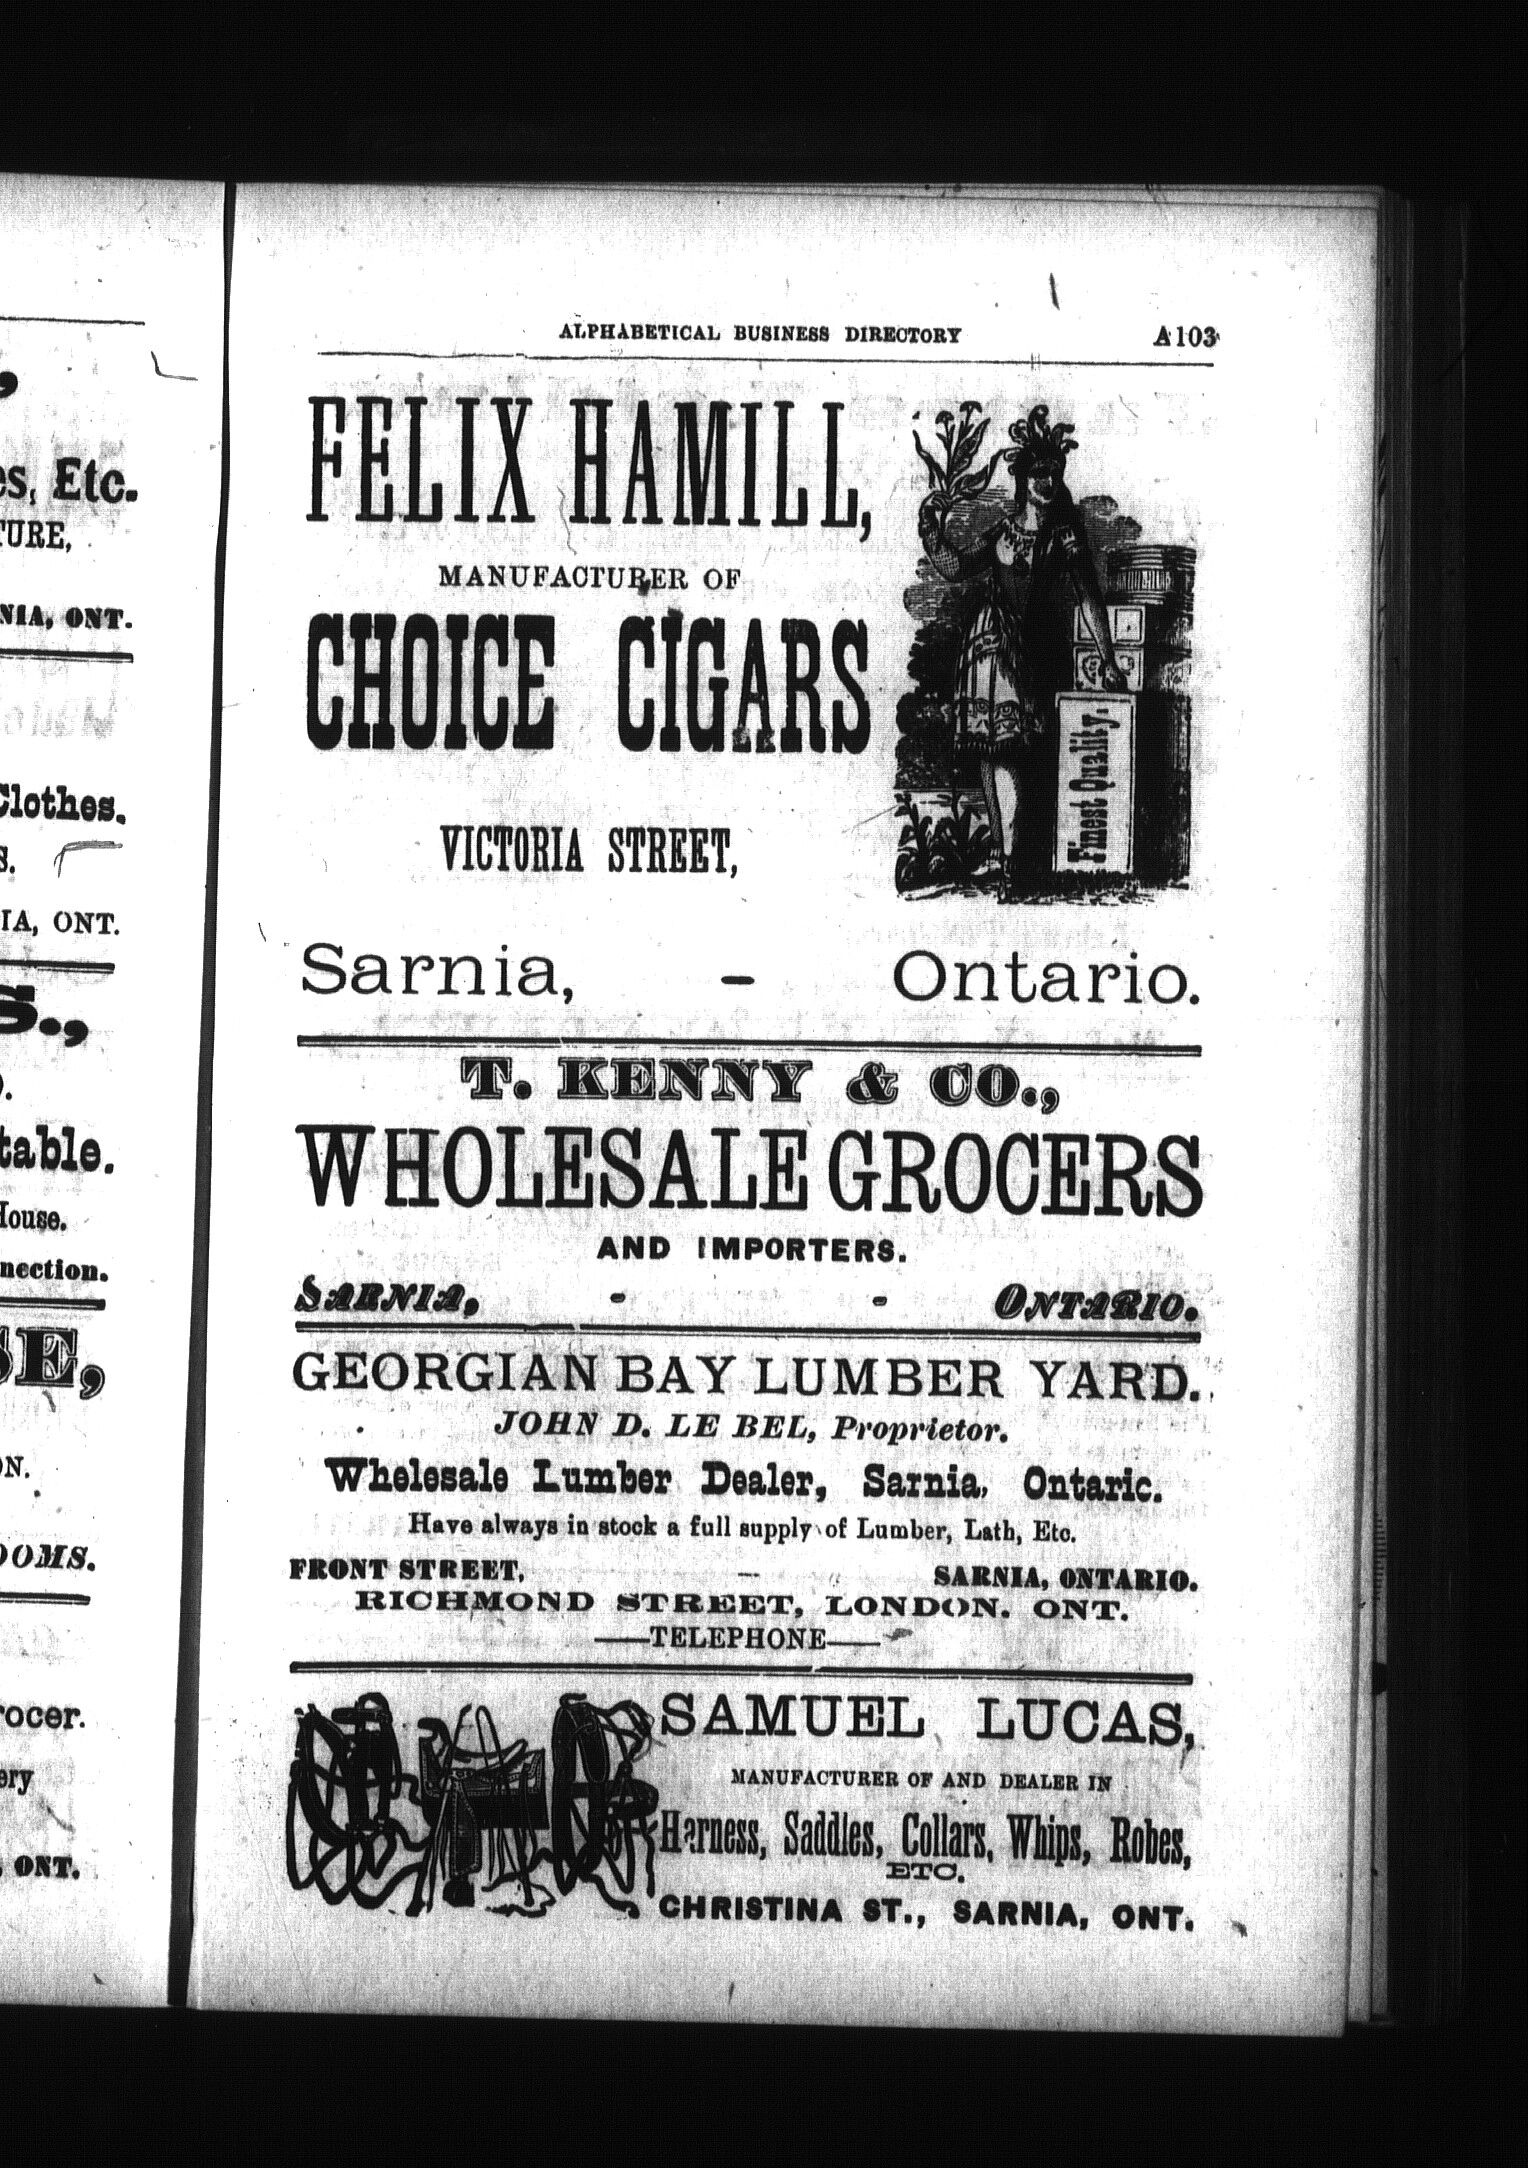 s, Etc.
TURE,
NIA, ONT.
Clothes.
S.
IA, ONT.
S.,
table.
House.
nection.
SE,
ON.
OOMS.
rocer.
ery
, ONT.
ALPHABETICAL BUSINESS DIRECTORY A103
FELIX HAMILL,
MANUFACTURER OF
CHOICE CIGARS
Finest Quality.
VICTORIA STREET,
Sarnia, - Ontario.
T. KENNY & CO.,
WHOLESALE GROCERS
AND IMPORTERS.
SARNIA, - - ONTARIO.
GEORGIAN BAY LUMBER YARD.
JOHN D. LE BEL, Proprietor.
Wholesale Lumber Dealer, Sarnia, Ontario.
Have always in stock a full supply of Lumber, Lath, Etc.
FRONT STREET, - SARNIA, ONTARIO.
RICHMOND STREET, LONDON. ONT.
——TELEPHONE——
SAMUEL LUCAS,
MANUFACTURER OF AND DEALER IN
Harness, Saddles, Collars, Whips, Robes,
ETC.
CHRISTINA ST., SARNIA, ONT.